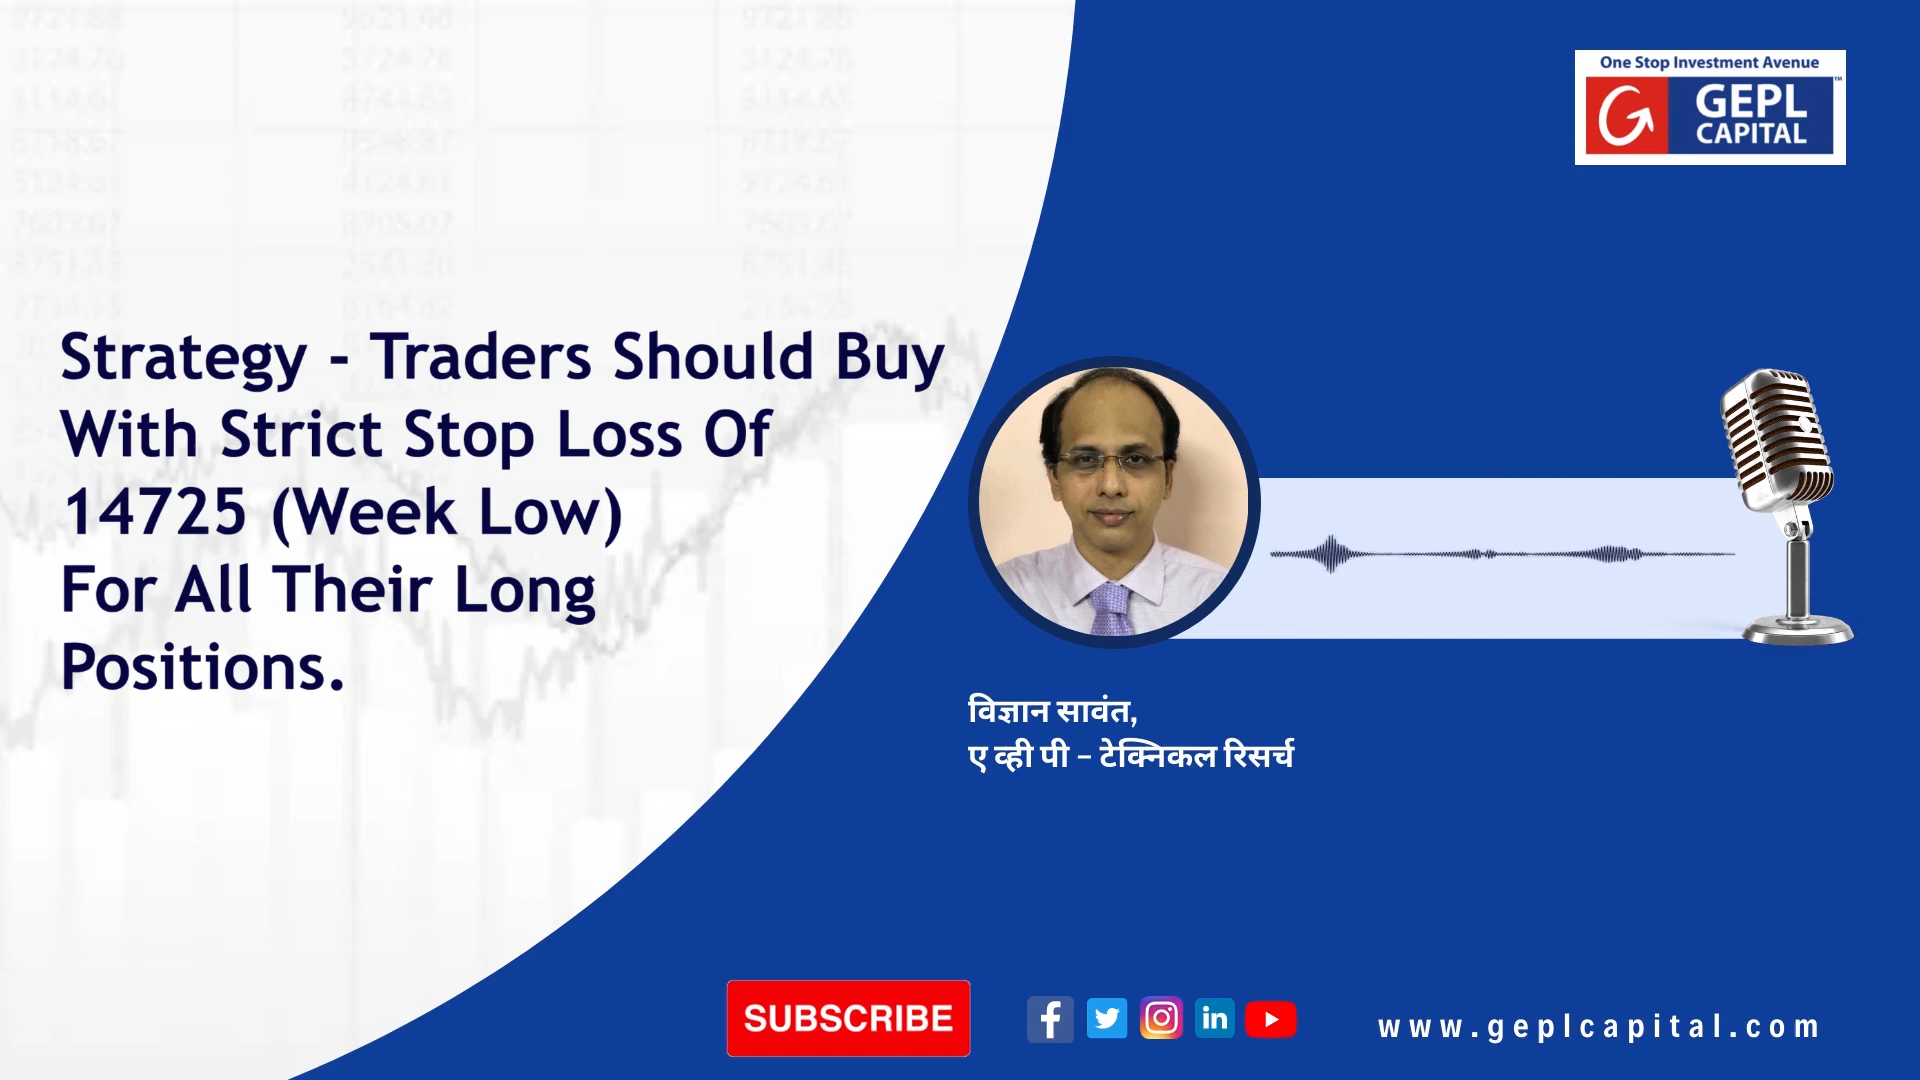 Strategy - Traders Should Buy
With Strict Stop Loss Of
14725 (Week Low)
For All Their Long
Positions.
One Stop Investment Avenue
GEPL
CAPITAL
विज्ञान सावंत,
ए व्ही पी – टेक्निकल रिसर्च
SUBSCRIBE
www.geplcapital.com